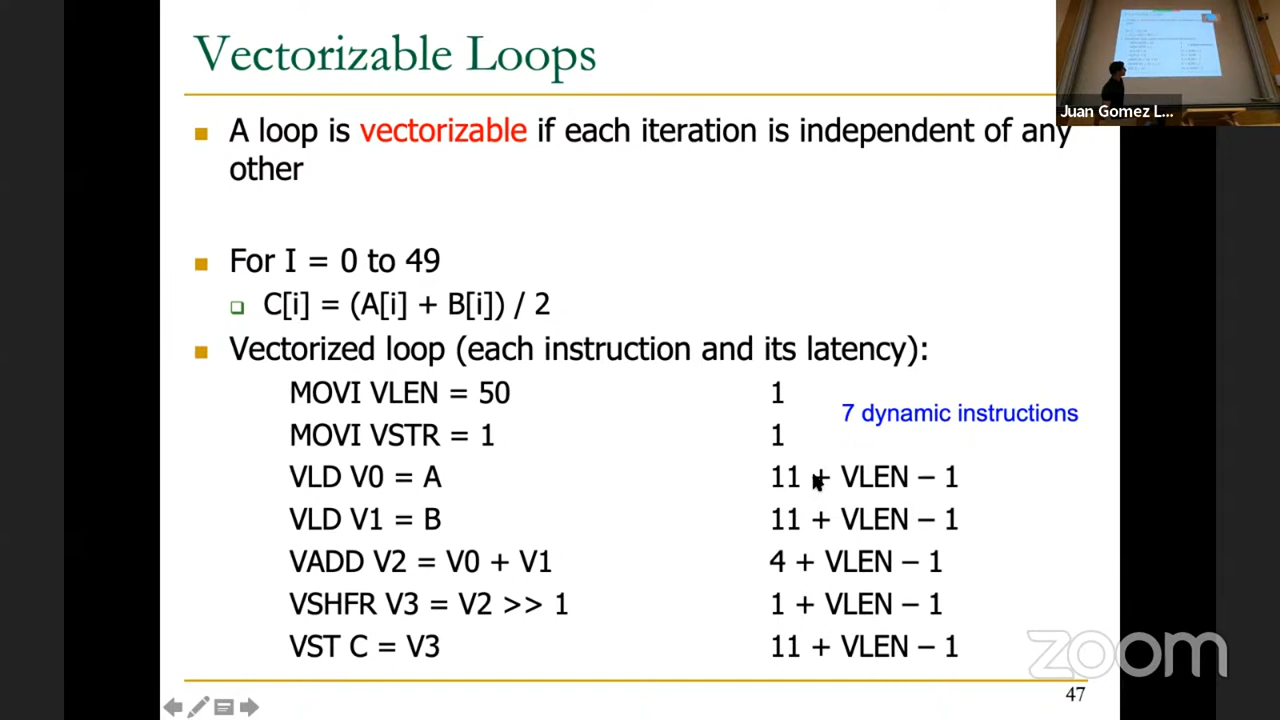 Vectorizable Loops
Juan Gomez L...
A loop is vectorizable if each iteration is independent of any
other
For I = 0 to 49
C[i] = (A[i] + B[i]) / 2
Vectorized loop (each instruction and its latency):
MOVI VLEN = 50 1
7 dynamic instructions
MOVI VSTR = 1 1
VLD V0 = A 11 + VLEN – 1
VLD V1 = B 11 + VLEN – 1
VADD V2 = V0 + V1 4 + VLEN – 1
VSHFR V3 = V2 >> 1 1 + VLEN – 1
VST C = V3 11 + VLEN – 1
zoom
47